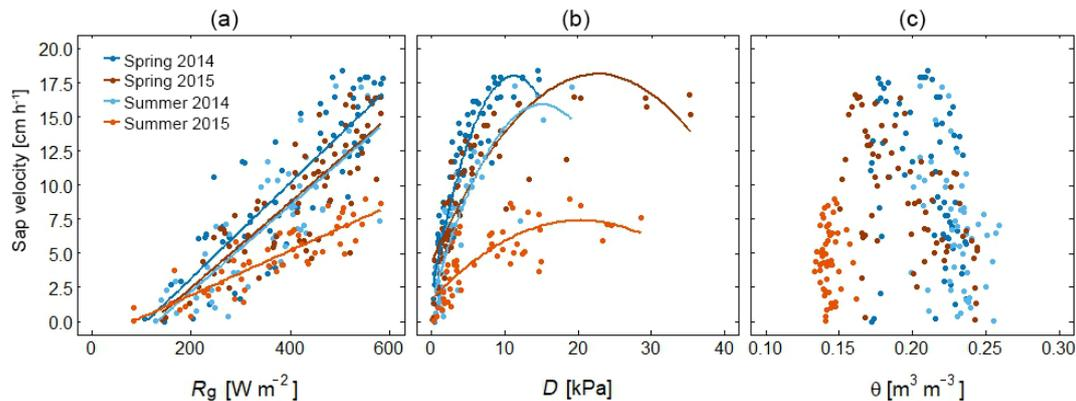 (a) (b) (c)
Sap velocity [cm h⁻¹]
20.0
17.5
15.0
12.5
10.0
7.5
5.0
2.5
0.0
Spring 2014
Spring 2015
Summer 2014
Summer 2015
0 200 400 600 0 10 20 30 40 0.10 0.15 0.20 0.25 0.30
Rg [W m⁻²] D [kPa] θ [m³ m⁻³]